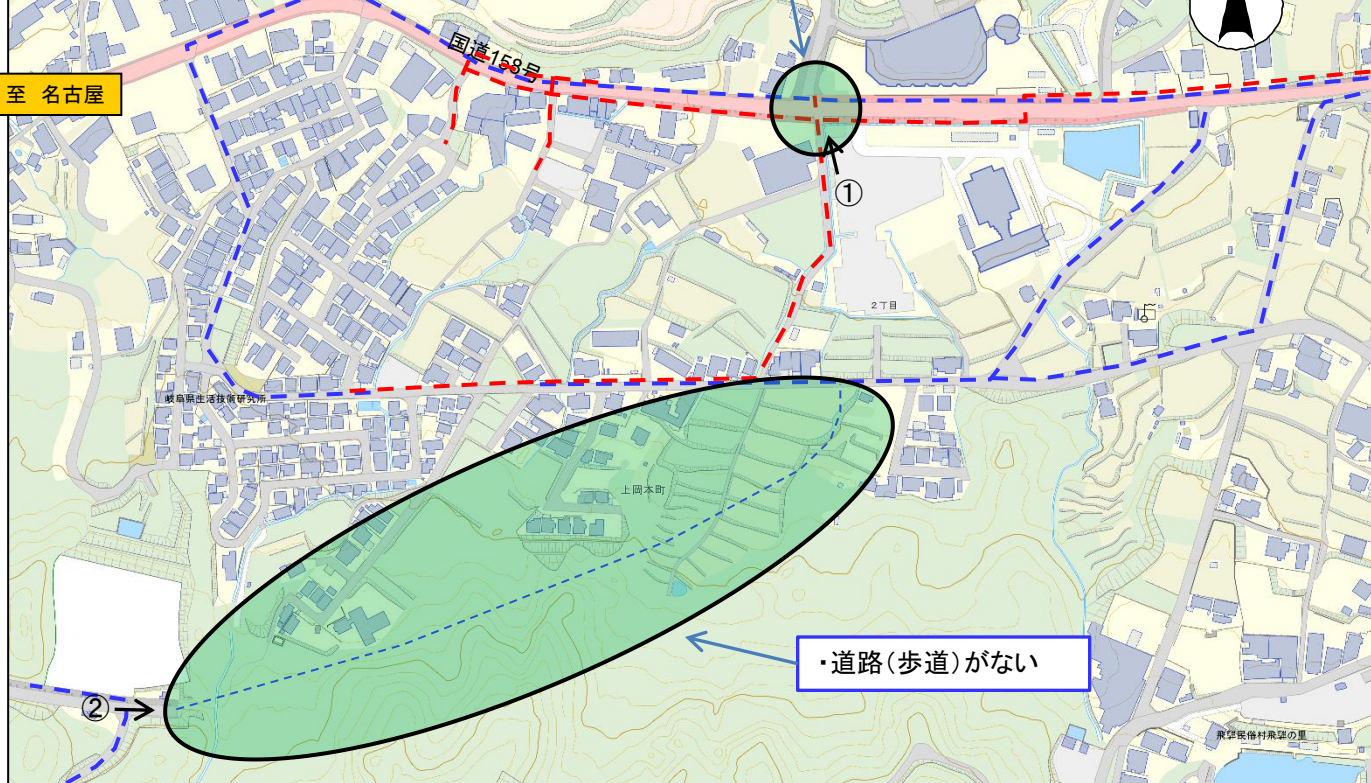 国道158号
至 名古屋
①
2丁目
岐阜県生活技術研究所
上岡本町
・道路(歩道)がない
②
飛騨民俗村飛騨の里